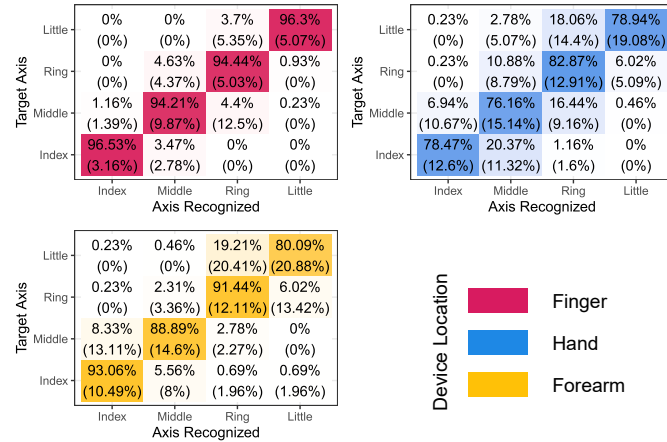 Target Axis
Little
0% 0% 3.7% 96.3%
(0%) (0%) (5.35%) (5.07%)
Ring
0% 4.63% 94.44% 0.93%
(0%) (4.37%) (5.03%) (0%)
Middle
1.16% 94.21% 4.4% 0.23%
(1.39%) (9.87%) (12.5%) (0%)
Index
96.53% 3.47% 0% 0%
(3.16%) (2.78%) (0%) (0%)
Index Middle Ring Little
Axis Recognized
Target Axis
Little
0.23% 2.78% 18.06% 78.94%
(0%) (5.07%) (14.4%) (19.08%)
Ring
0.23% 10.88% 82.87% 6.02%
(0%) (8.79%) (12.91%) (5.09%)
Middle
6.94% 76.16% 16.44% 0.46%
(10.67%) (15.14%) (9.16%) (0%)
Index
78.47% 20.37% 1.16% 0%
(12.6%) (11.32%) (1.6%) (0%)
Index Middle Ring Little
Axis Recognized
Target Axis
Little
0.23% 0.46% 19.21% 80.09%
(0%) (0%) (20.41%) (20.88%)
Ring
0.23% 2.31% 91.44% 6.02%
(0%) (3.36%) (12.11%) (13.42%)
Middle
8.33% 88.89% 2.78% 0%
(13.11%) (14.6%) (2.27%) (0%)
Index
93.06% 5.56% 0.69% 0.69%
(10.49%) (8%) (1.96%) (1.96%)
Index Middle Ring Little
Axis Recognized
Device Location
Finger
Hand
Forearm